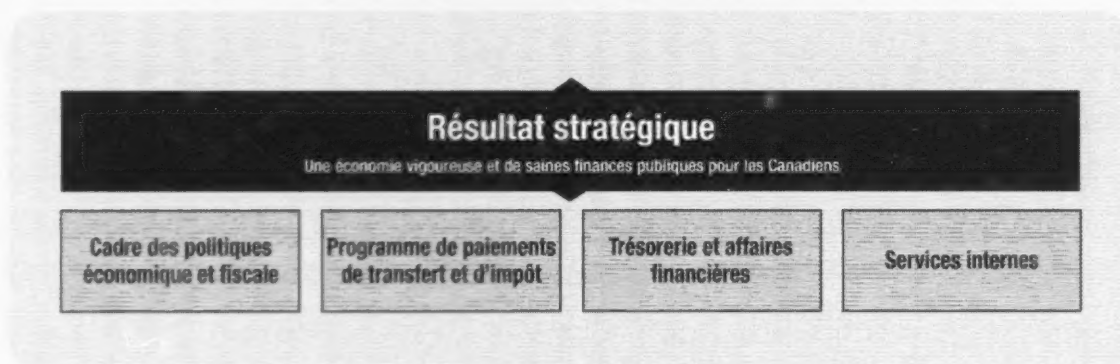 Résultat stratégique
Une économie vigoureuse et de saines finances publiques pour les Canadiens
Cadre des politiques
économique et fiscale
Programme de paiements
de transfert et d'impôt
Trésorerie et affaires
financières
Services internes